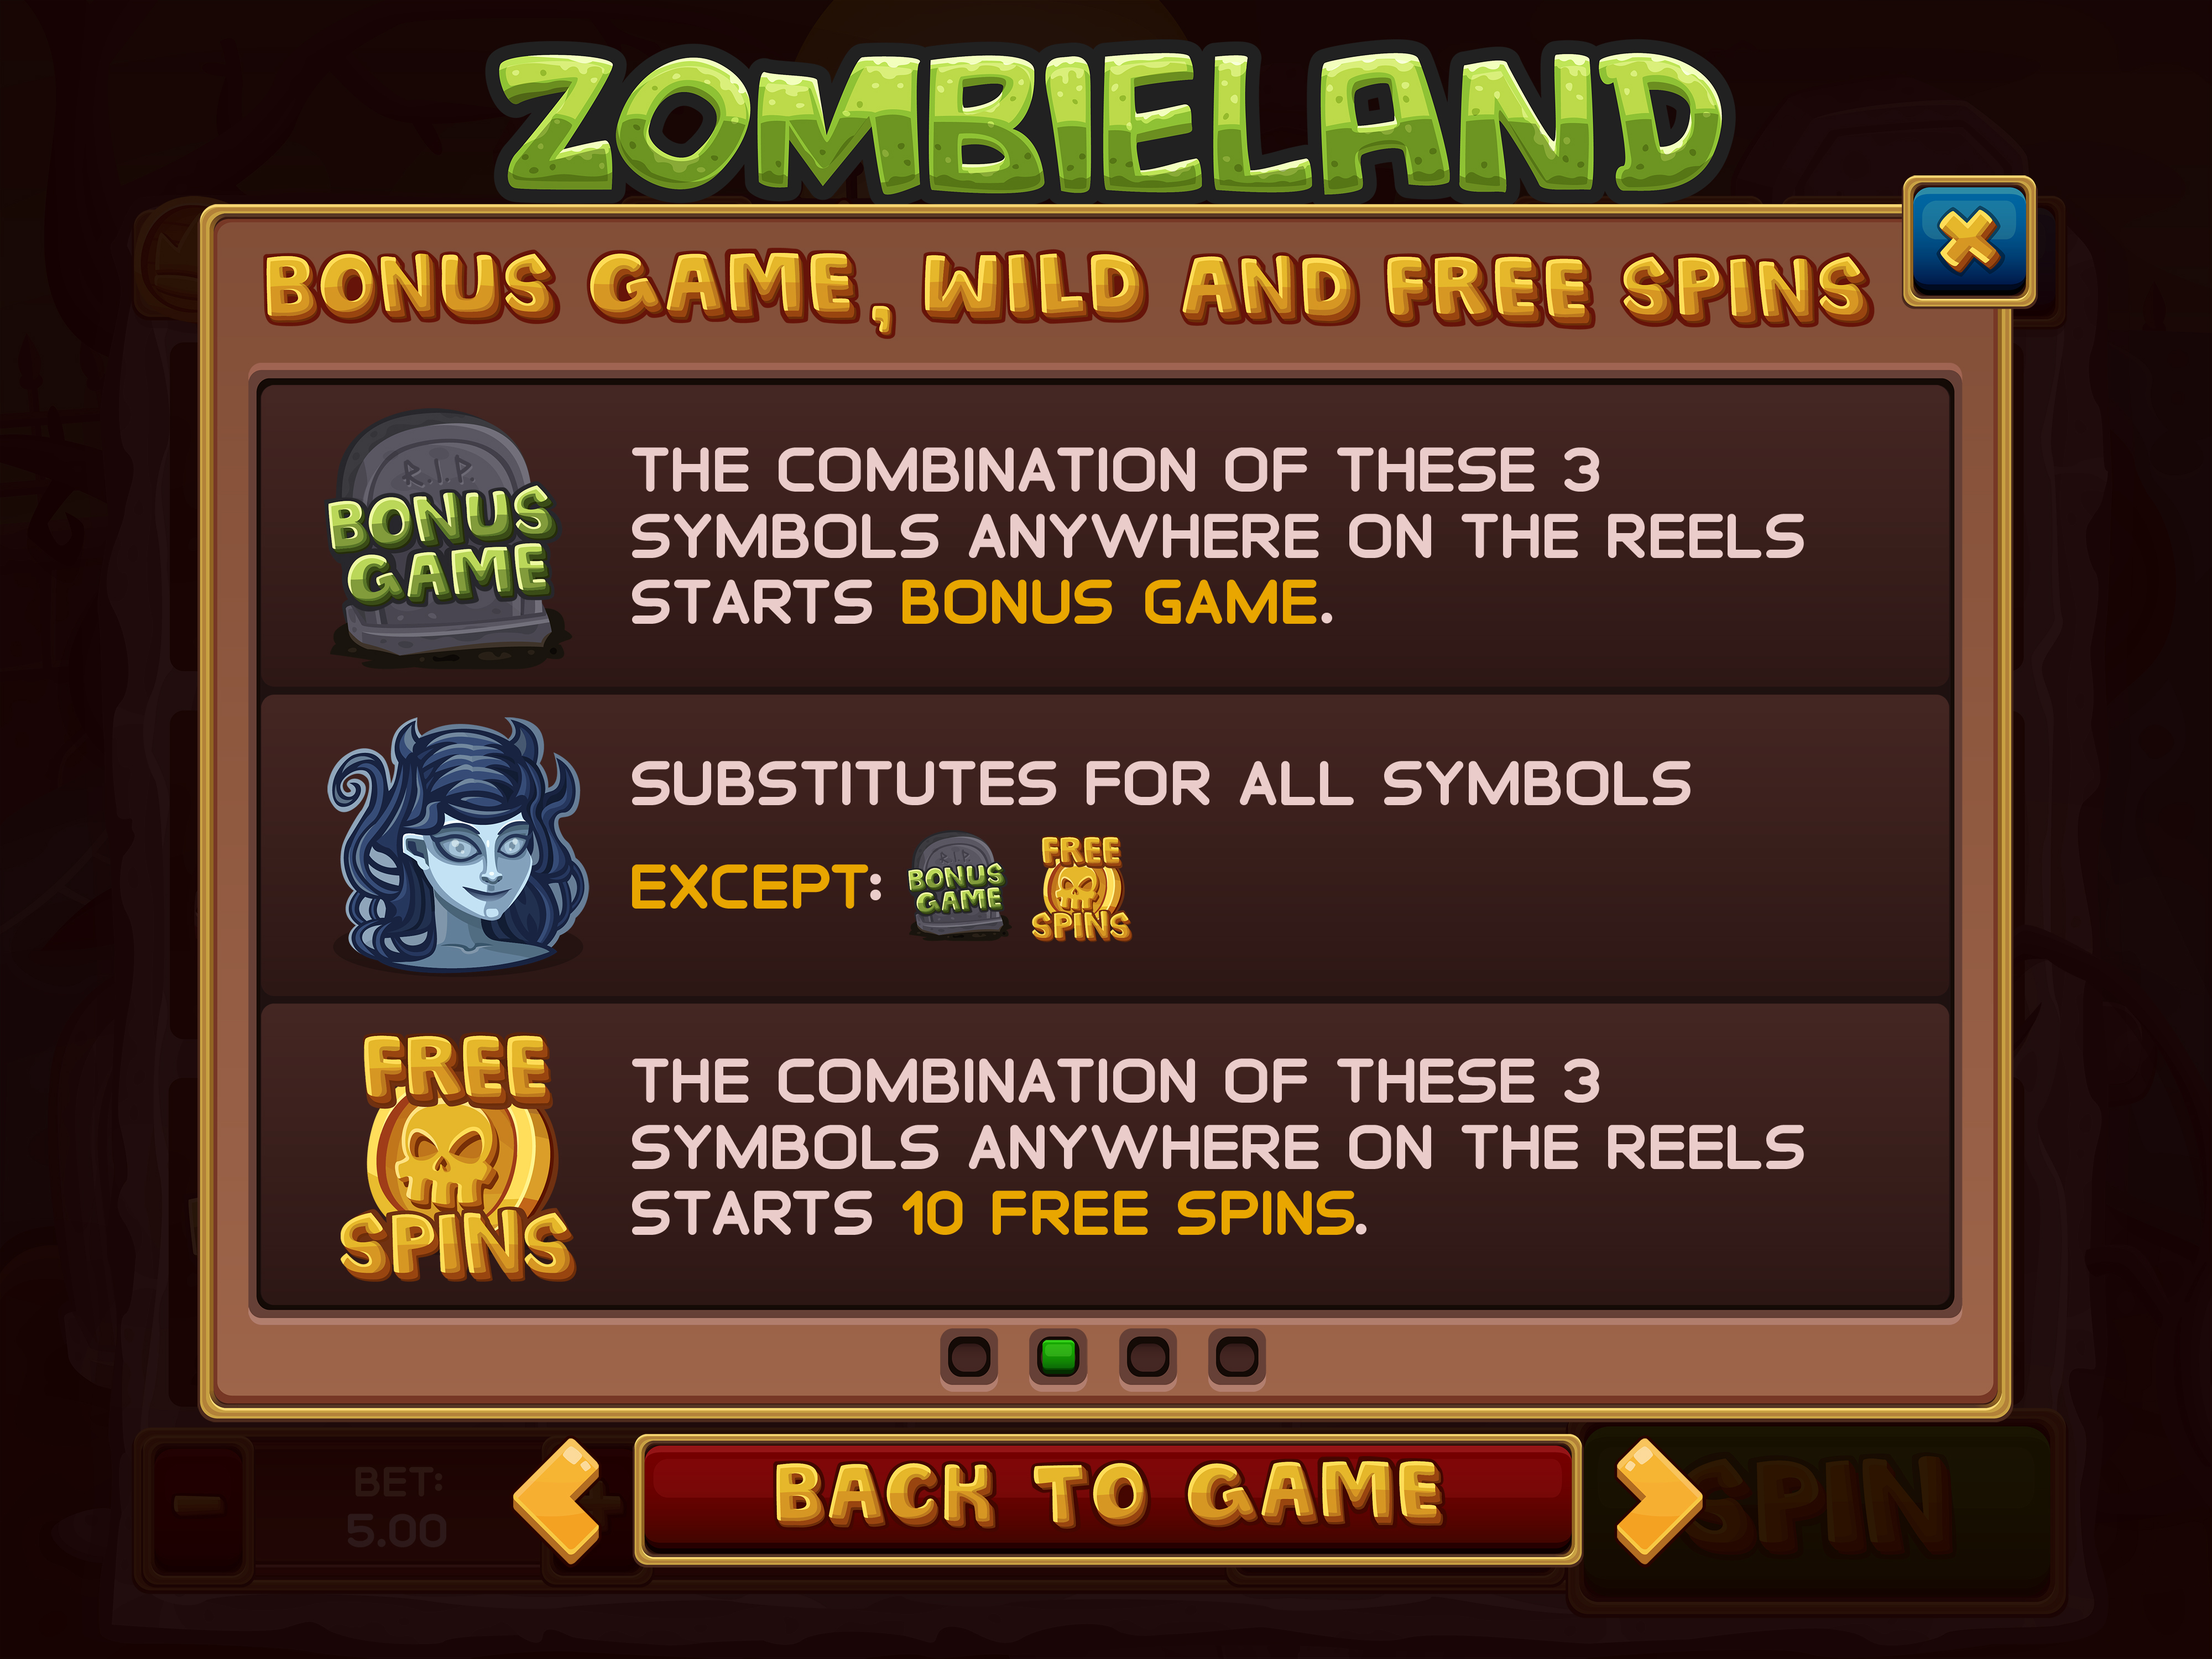 ZOMBIELAND
BONUS GAME, WILD AND FREE SPINS
R.I.P.
BONUS
GAME
THE COMBINATION OF THESE 3
SYMBOLS ANYWHERE ON THE REELS
STARTS BONUS GAME.
SUBSTITUTES FOR ALL SYMBOLS
EXCEPT:
R.I.P.
BONUS
GAME
FREE
SPINS
FREE
SPINS
THE COMBINATION OF THESE 3
SYMBOLS ANYWHERE ON THE REELS
STARTS 10 FREE SPINS.
-
BET:
5.00
+
BACK TO GAME
SPIN